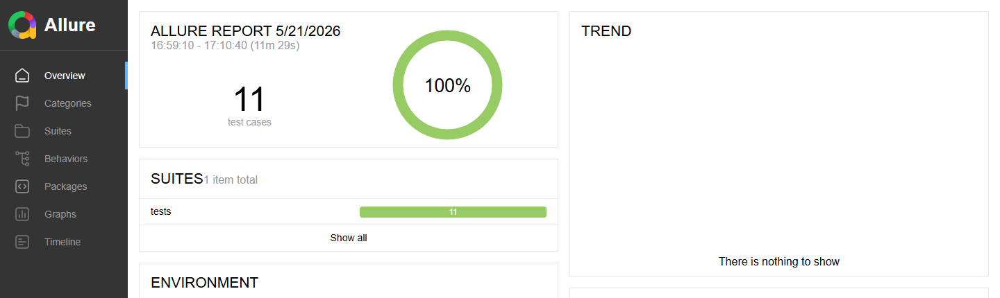 Allure
Overview
Categories
Suites
Behaviors
Packages
Graphs
Timeline
ALLURE REPORT 5/21/2026
16:59:10 - 17:10:40 (11m 29s)
11
test cases
100%
SUITES1 item total
tests 11
Show all
ENVIRONMENT
TREND
There is nothing to show